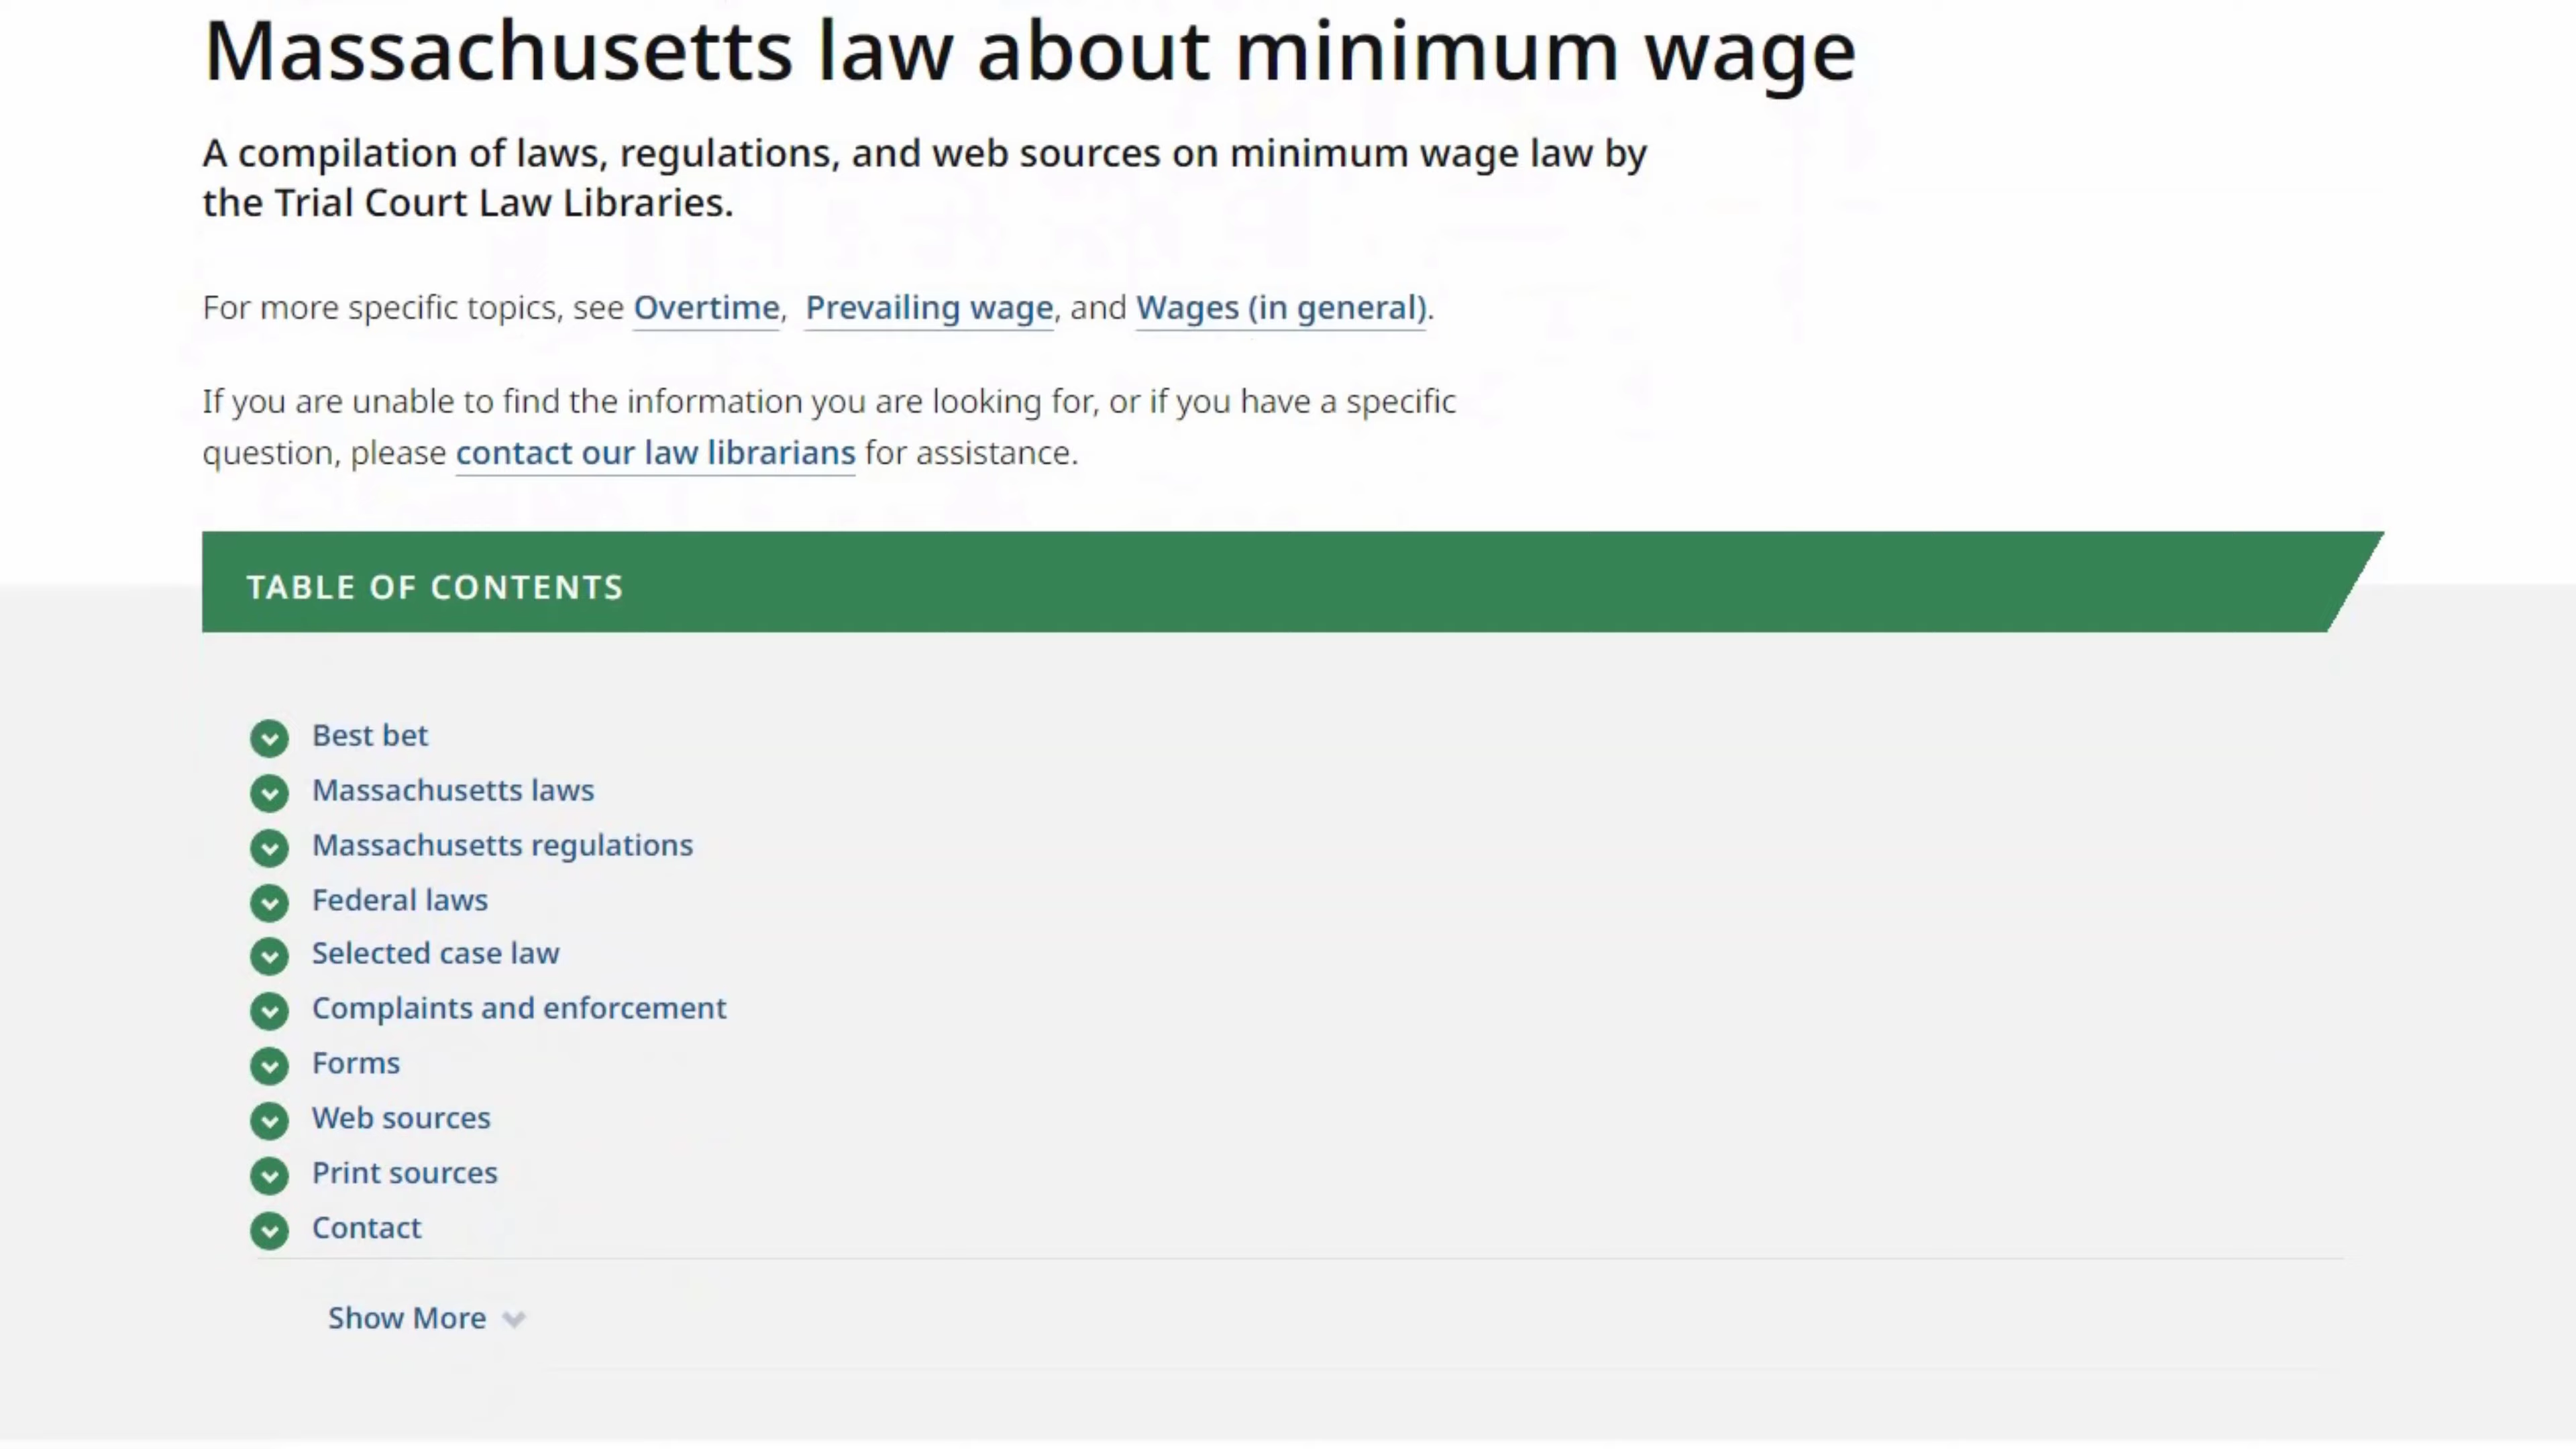 Massachusetts law about minimum wage
A compilation of laws, regulations, and web sources on minimum wage law by
the Trial Court Law Libraries.
For more specific topics, see Overtime, Prevailing wage, and Wages (in general).
If you are unable to find the information you are looking for, or if you have a specific
question, please contact our law librarians for assistance.
TABLE OF CONTENTS
Best bet
Massachusetts laws
Massachusetts regulations
Federal laws
Selected case law
Complaints and enforcement
Forms
Web sources
Print sources
Contact
Show More